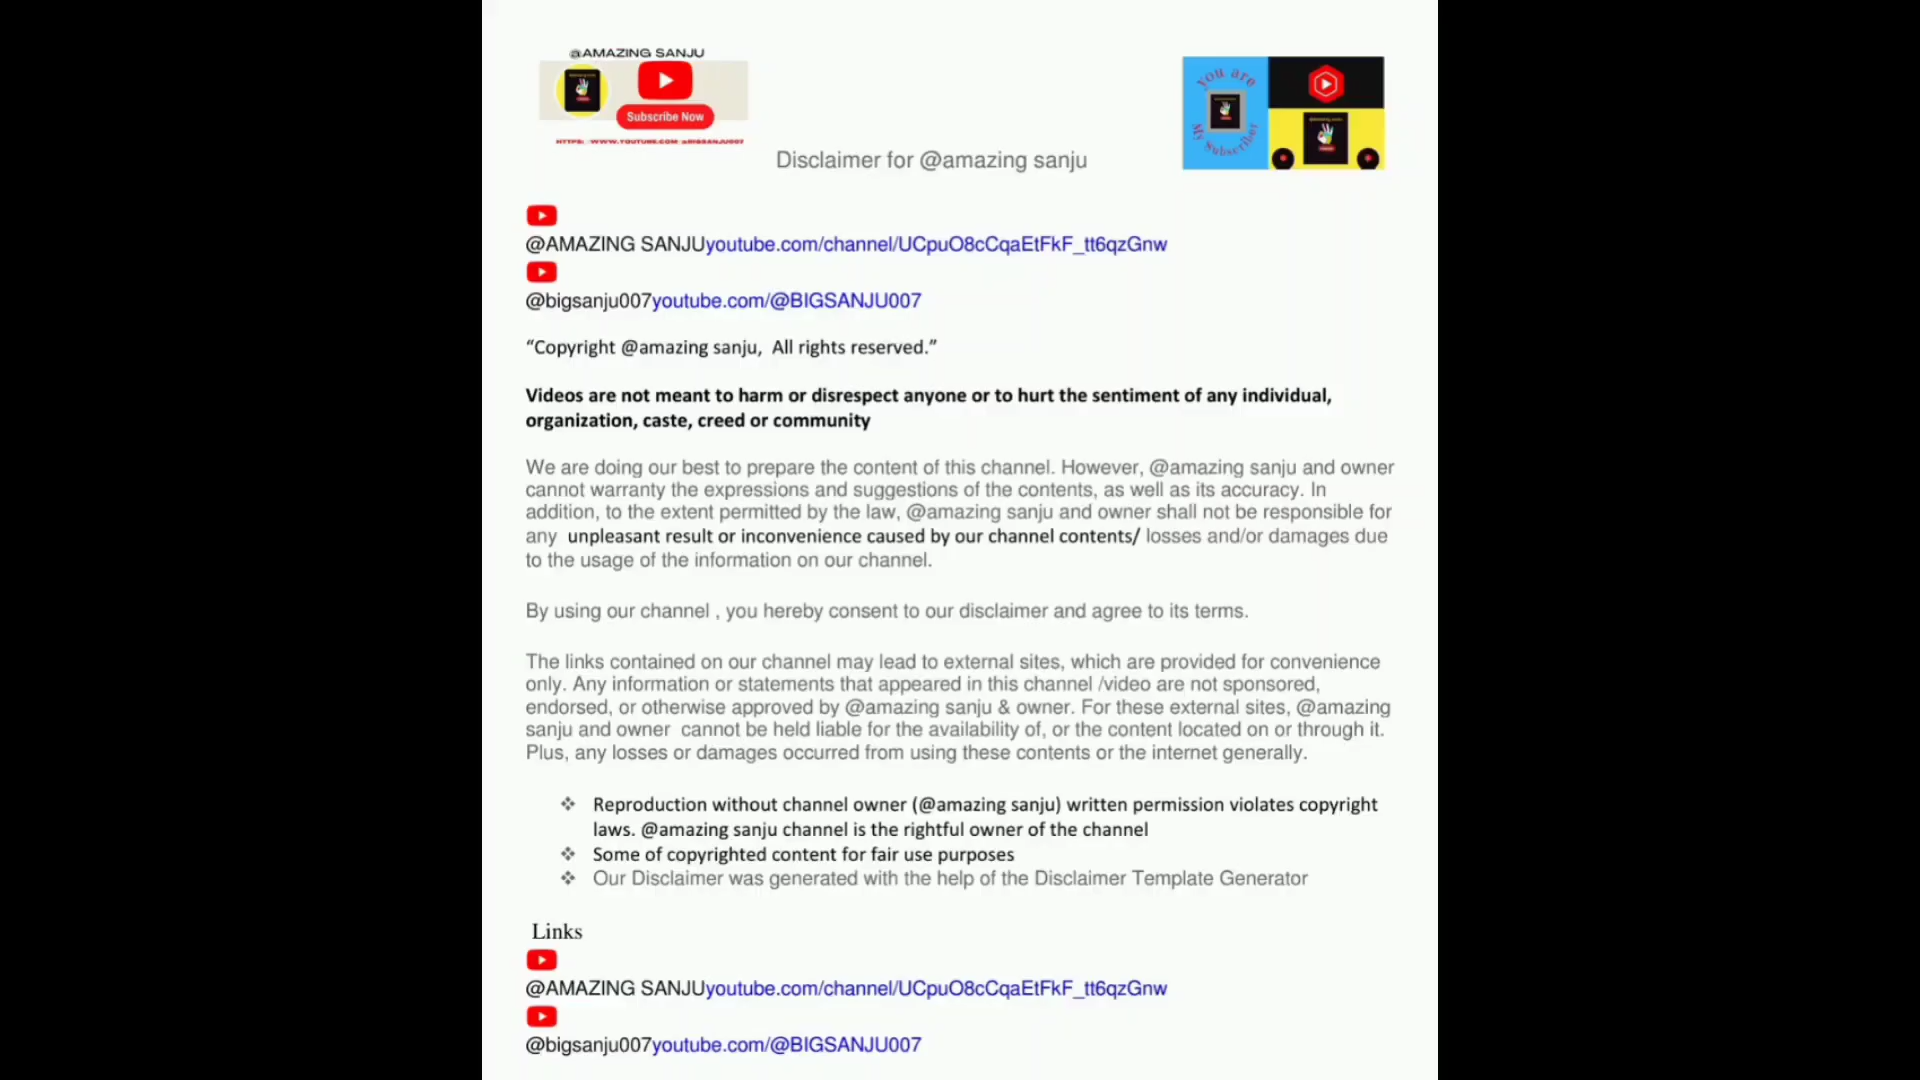 @AMAZING SANJU
Subscribe Now
HTTPS: WWW.YOUTUBE.COM @BIGSANJU007
you are
My Subscriber
Disclaimer for @amazing sanju
@AMAZING SANJUyoutube.com/channel/UCpuO8cCqaEtFkF_tt6qzGnw
@bigsanju007youtube.com/@BIGSANJU007
“Copyright @amazing sanju,  All rights reserved.”
Videos are not meant to harm or disrespect anyone or to hurt the sentiment of any individual,
organization, caste, creed or community
We are doing our best to prepare the content of this channel. However, @amazing sanju and owner
cannot warranty the expressions and suggestions of the contents, as well as its accuracy. In
addition, to the extent permitted by the law, @amazing sanju and owner shall not be responsible for
any  unpleasant result or inconvenience caused by our channel contents/ losses and/or damages due
to the usage of the information on our channel.
By using our channel , you hereby consent to our disclaimer and agree to its terms.
The links contained on our channel may lead to external sites, which are provided for convenience
only. Any information or statements that appeared in this channel /video are not sponsored,
endorsed, or otherwise approved by @amazing sanju & owner. For these external sites, @amazing
sanju and owner  cannot be held liable for the availability of, or the content located on or through it.
Plus, any losses or damages occurred from using these contents or the internet generally.
❖ Reproduction without channel owner (@amazing sanju) written permission violates copyright
laws. @amazing sanju channel is the rightful owner of the channel
❖ Some of copyrighted content for fair use purposes
❖ Our Disclaimer was generated with the help of the Disclaimer Template Generator
Links
@AMAZING SANJUyoutube.com/channel/UCpuO8cCqaEtFkF_tt6qzGnw
@bigsanju007youtube.com/@BIGSANJU007